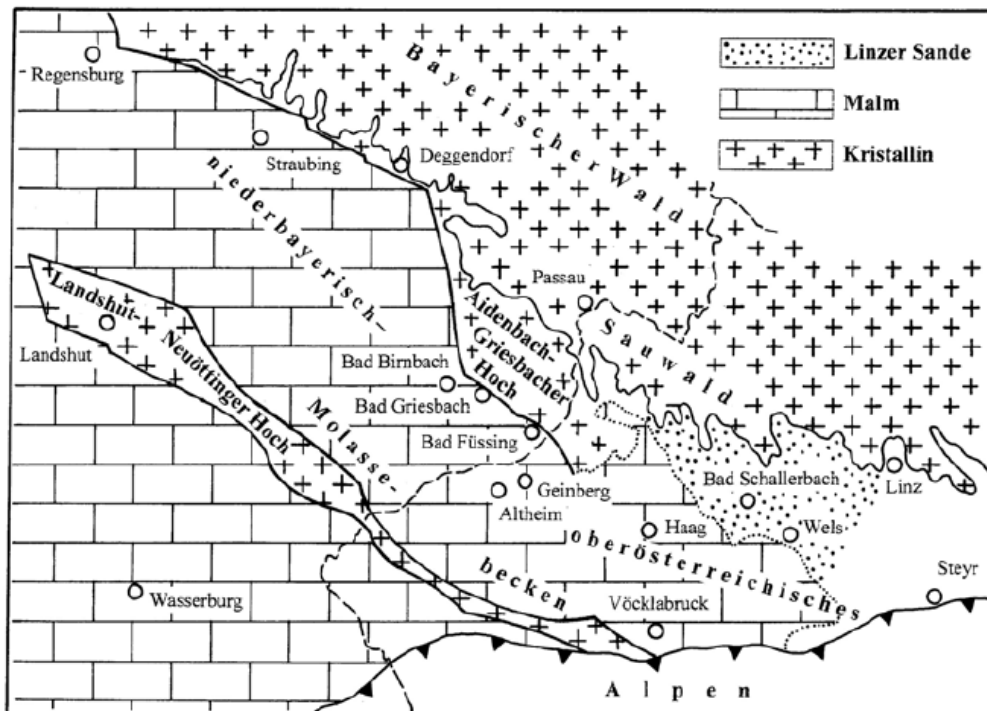 Linzer Sande
Malm
Kristallin
Regensburg
Straubing
Deggendorf
Bayerischer Wald
niederbayerisch-
Passau
Sauwald
Aidenbach-
Griesbacher
Hoch
Landshut-
Neuöttinger Hoch
Landshut
Bad Birnbach
Bad Griesbach
Bad Füssing
Molasse-
Geinberg
Altheim
Bad Schallerbach
Linz
Haag
Wels
oberösterreichisches
becken
Steyr
Wasserburg
Vöcklabruck
Alpen